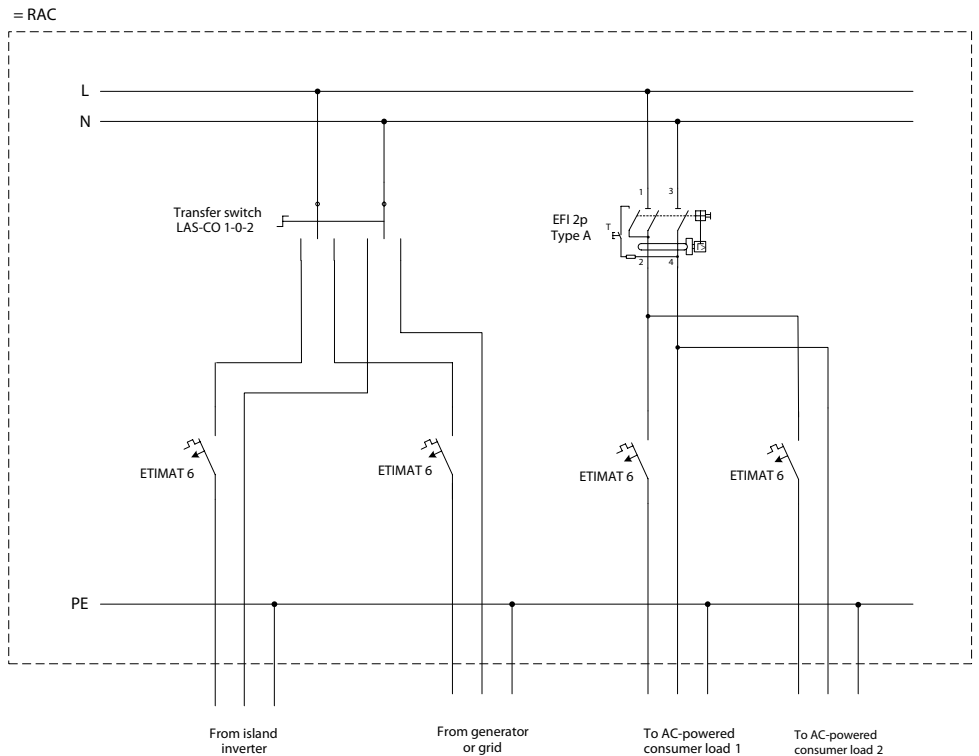 = RAC
L
N
Transfer switch
LAS-CO 1-0-2
1
3
EFI 2p
Type A
T
I>
2
4
ETIMAT 6
ETIMAT 6
ETIMAT 6
ETIMAT 6
PE
From island
inverter
From generator
or grid
To AC-powered
consumer load 1
To AC-powered
consumer load 2